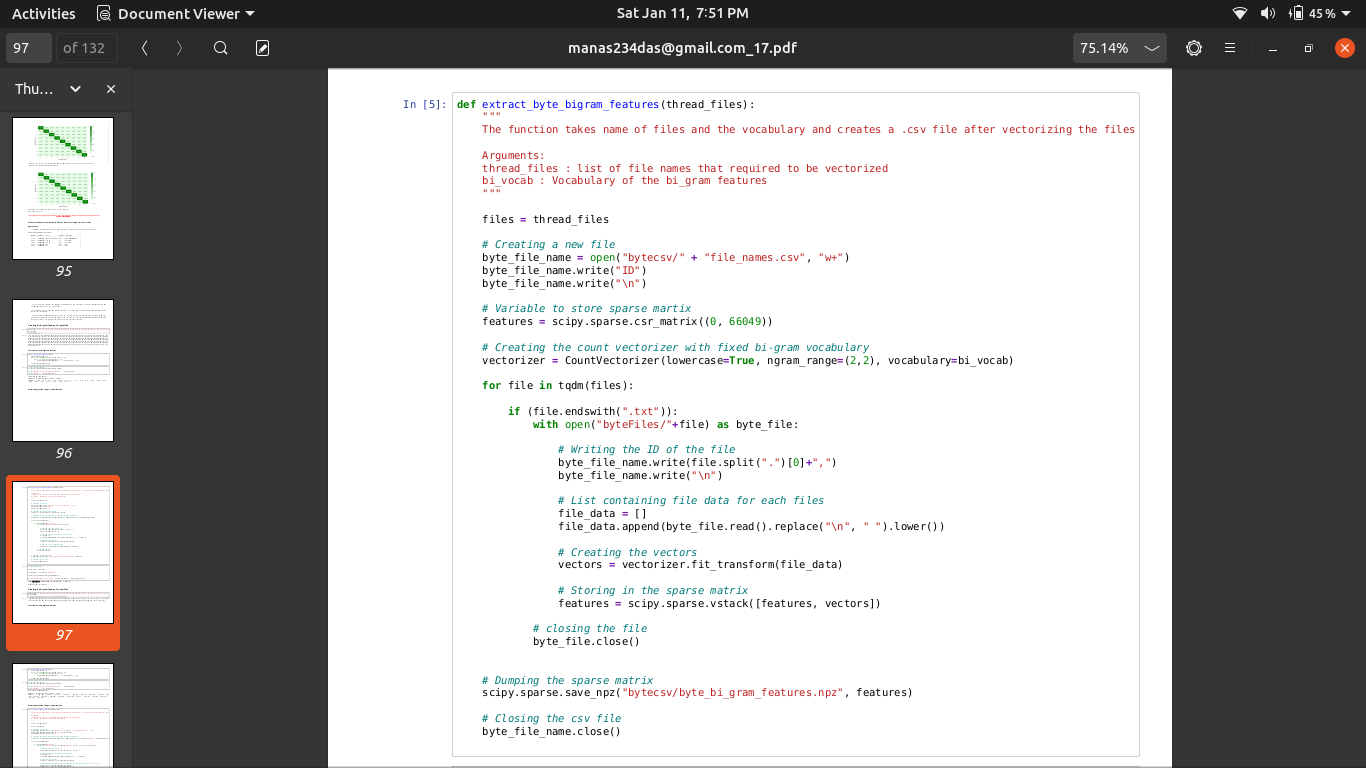 Activities Document Viewer Sat Jan 11, 7:51 PM 45 %
97 of 132 manas234das@gmail.com_17.pdf 75.14%
Thu...
95
96
97
In [5]: def extract_byte_bigram_features(thread_files):
"""
The function takes name of files and the vocabulary and creates a .csv file after vectorizing the files
Arguments:
thread_files : list of file names that required to be vectorized
bi_vocab : Vocabulary of the bi_gram features
"""
files = thread_files
# Creating a new file
byte_file_name = open("bytecsv/" + "file_names.csv", "w+")
byte_file_name.write("ID")
byte_file_name.write("\n")
# Variable to store sparse martix
features = scipy.sparse.csr_matrix((0, 66049))
# Creating the count vectorizer with fixed bi-gram vocabulary
vectorizer = CountVectorizer(lowercase=True, ngram_range=(2,2), vocabulary=bi_vocab)
for file in tqdm(files):
if (file.endswith(".txt")):
with open("byteFiles/"+file) as byte_file:
# Writing the ID of the file
byte_file_name.write(file.split(".")[0]+",")
byte_file_name.write("\n")
# List containing file data for each files
file_data = []
file_data.append(byte_file.read().replace("\n", " ").lower())
# Creating the vectors
vectors = vectorizer.fit_transform(file_data)
# Storing in the sparse matrix
features = scipy.sparse.vstack([features, vectors])
# closing the file
byte_file.close()
# Dumping the sparse matrix
scipy.sparse.save_npz("bytecsv/byte_bi_gram_features.npz", features)
# Closing the csv file
byte_file_name.close()